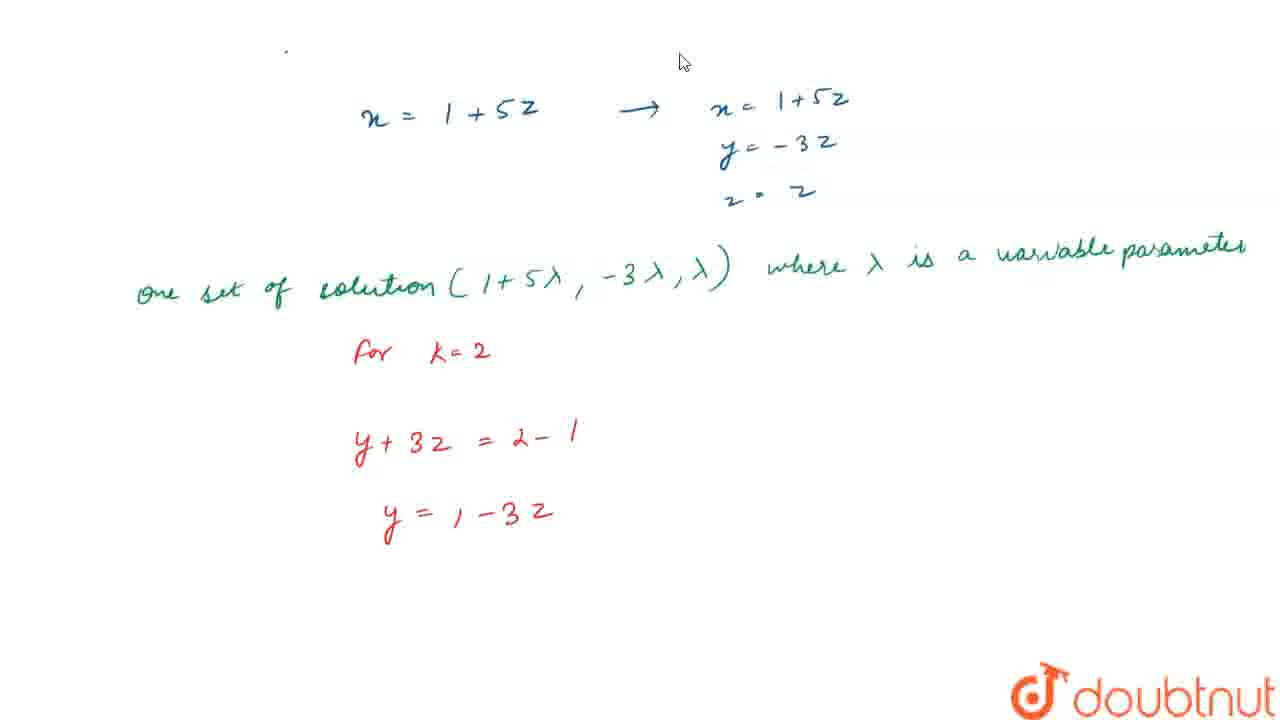 x = 1 + 5z → x = 1 + 5z
y = - 3z
z = z
One set of solution (1 + 5λ, -3λ, λ) where λ is a variable parameter
for k = 2
y + 3z = 2 - 1
y = 1 - 3z
doubtnut